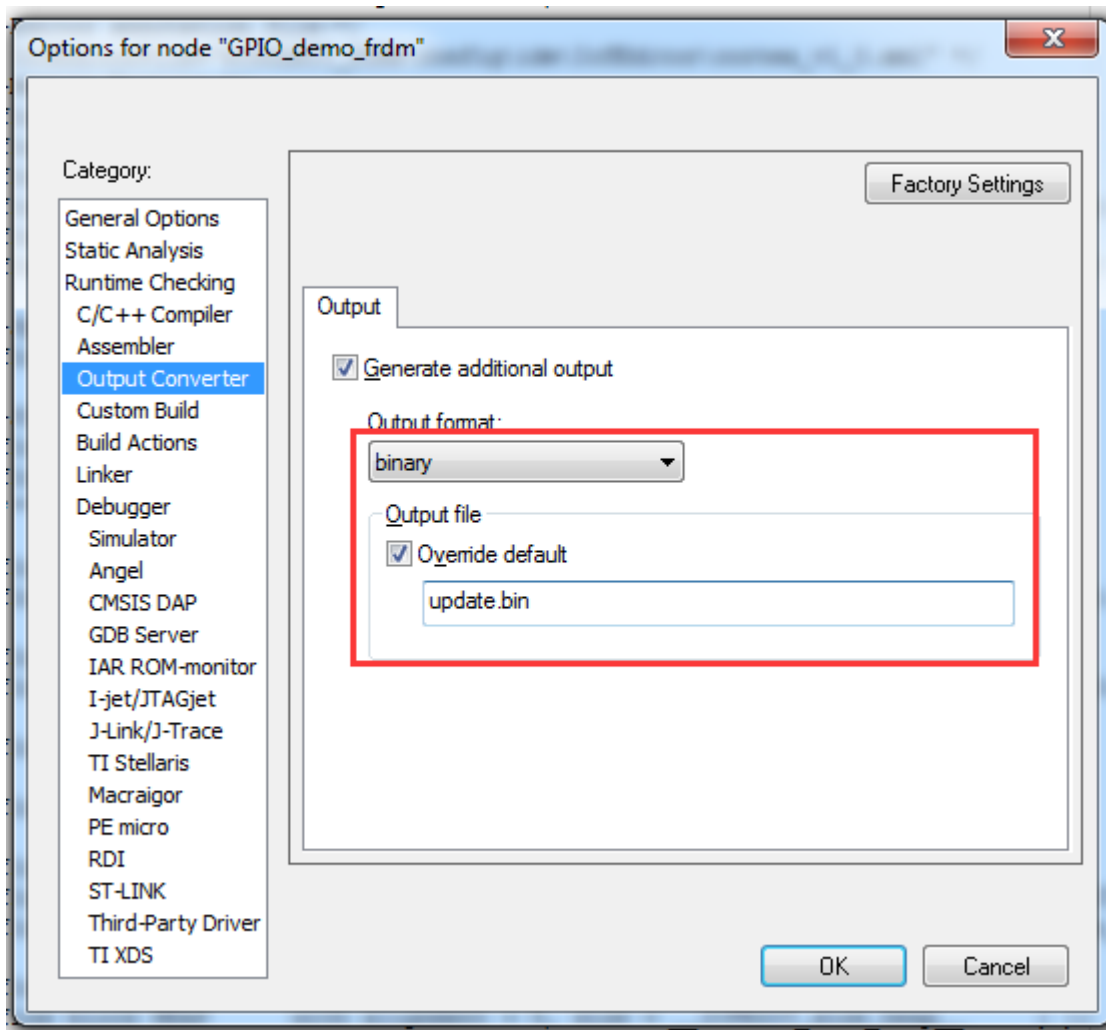 Options for node "GPIO_demo_frdm"
Category:
Factory Settings
General Options
Static Analysis
Runtime Checking
C/C++ Compiler
Assembler
Output Converter
Custom Build
Build Actions
Linker
Debugger
Simulator
Angel
CMSIS DAP
GDB Server
IAR ROM-monitor
I-jet/JTAGjet
J-Link/J-Trace
TI Stellaris
Macraigor
PE micro
RDI
ST-LINK
Third-Party Driver
TI XDS
Output
Generate additional output
Output format:
binary
Output file
Override default
update.bin
OK
Cancel